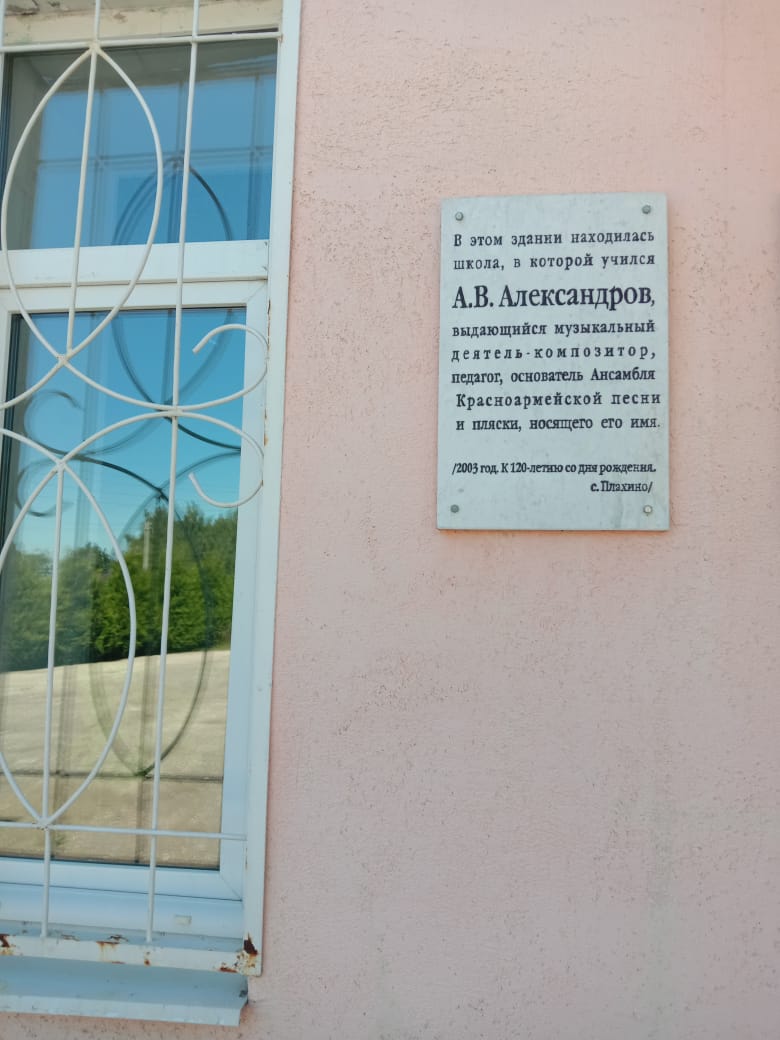 В этом здании находилась
школа, в которой учился
А.В. Александров,
выдающийся музыкальный
деятель-композитор,
педагог, основатель Ансамбля
Красноармейской песни
и пляски, носящего его имя.
/2003 год. К 120-летию со дня рождения.
с. Плахино/